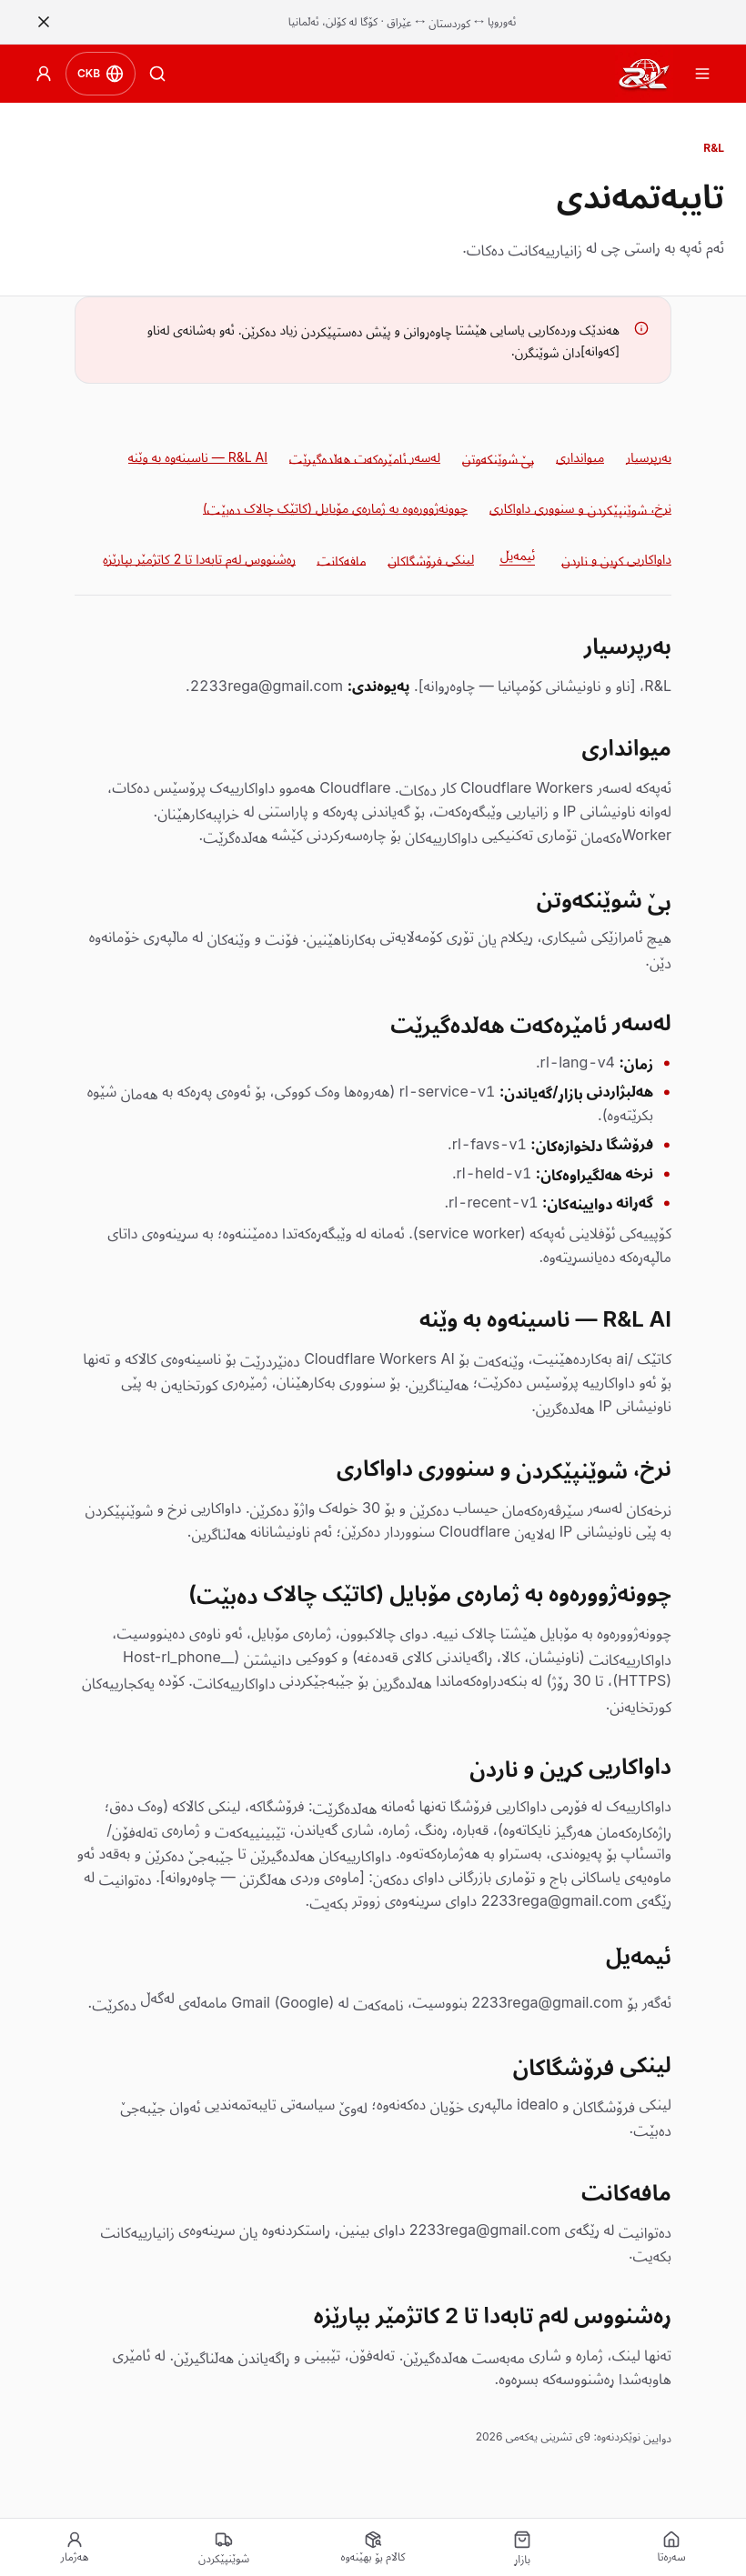 ئەوروپا ↔ کوردستان ↔ عێراق · کۆگا لە کۆلن، ئەڵمانیا
CKB
R&L
R&L
تایبەتمەندی
ئەم ئەپە بە ڕاستی چی لە زانیارییەکانت دەکات.
هەندێک وردەکاریی یاسایی هێشتا چاوەڕوانن و پێش دەستپێکردن زیاد دەکرێن. ئەو بەشانەی لەناو
[کەوانە]دان شوێنگرن.
بەرپرسیار میوانداری بێ شوێنکەوتن لەسەر ئامێرەکەت هەڵدەگیرێت R&L AI — ناسینەوە بە وێنە
نرخ، شوێنپێکردن و سنووری داواکاری چوونەژوورەوە بە ژمارەی مۆبایل (کاتێک چالاک دەبێت)
داواکاریی کڕین و ناردن ئیمەیڵ لینکی فرۆشگاکان مافەکانت ڕەشنووس لەم تابەدا تا 2 کاتژمێر بپارێزە
بەرپرسیار
R&L، [ناو و ناونیشانی کۆمپانیا — چاوەڕوانە]. پەیوەندی: 2233rega@gmail.com.
میوانداری
ئەپەکە لەسەر Cloudflare Workers کار دەکات. Cloudflare هەموو داواکارییەک پرۆسێس دەکات،
لەوانە ناونیشانی IP و زانیاریی وێبگەڕەکەت، بۆ گەیاندنی پەڕەکە و پاراستنی لە خراپبەکارهێنان.
Workerەکەمان تۆماری تەکنیکیی داواکارییەکان بۆ چارەسەرکردنی کێشە هەڵدەگرێت.
بێ شوێنکەوتن
هیچ ئامرازێکی شیکاری، ڕیکلام یان تۆڕی کۆمەڵایەتی بەکارناهێنین. فۆنت و وێنەکان لە ماڵپەڕی خۆمانەوە
دێن.
لەسەر ئامێرەکەت هەڵدەگیرێت
زمان: rl-lang-v4.
هەڵبژاردنی بازاڕ/گەیاندن: rl-service-v1 (هەروەها وەک کووکی، بۆ ئەوەی پەڕەکە بە هەمان شێوە
بکرێتەوە).
فرۆشگا دڵخوازەکان: rl-favs-v1.
نرخە هەڵگیراوەکان: rl-held-v1.
گەڕانە دوایینەکان: rl-recent-v1.
کۆپییەکی ئۆفلاینی ئەپەکە (service worker). ئەمانە لە وێبگەڕەکەتدا دەمێننەوە؛ بە سڕینەوەی داتای
ماڵپەڕەکە دەیانسڕیتەوە.
R&L AI — ناسینەوە بە وێنە
کاتێک /ai بەکاردەهێنیت، وێنەکەت بۆ Cloudflare Workers AI دەنێردرێت بۆ ناسینەوەی کاڵاکە و تەنها
بۆ ئەو داواکارییە پرۆسێس دەکرێت؛ هەڵیناگرین. بۆ سنووری بەکارهێنان، ژمێرەری کورتخایەن بە پێی
ناونیشانی IP هەڵدەگرین.
نرخ، شوێنپێکردن و سنووری داواکاری
نرخەکان لەسەر سێرڤەرەکەمان حیساب دەکرێن و بۆ 30 خولەک واژۆ دەکرێن. داواکاریی نرخ و شوێنپێکردن
بە پێی ناونیشانی IP لەلایەن Cloudflare سنووردار دەکرێن؛ ئەم ناونیشانانە هەڵناگرین.
چوونەژوورەوە بە ژمارەی مۆبایل (کاتێک چالاک دەبێت)
چوونەژوورەوە بە مۆبایل هێشتا چالاک نییە. دوای چالاکبوون، ژمارەی مۆبایل، ئەو ناوەی دەینووسیت،
داواکارییەکانت (ناونیشان، کاڵا، ڕاگەیاندنی کاڵای قەدەغە) و کووکیی دانیشتن (__Host-rl_phone
(HTTPS)، تا 30 ڕۆژ) لە بنکەدراوەکەماندا هەڵدەگرین بۆ جێبەجێکردنی داواکارییەکانت. کۆدە یەکجارییەکان
کورتخایەنن.
داواکاریی کڕین و ناردن
داواکارییەک لە فۆڕمی داواکاریی فرۆشگا تەنها ئەمانە هەڵدەگرێت: فرۆشگاکە، لینکی کاڵاکە (وەک دەق؛
ڕاژەکارەکەمان هەرگیز نایکاتەوە)، قەبارە، ڕەنگ، ژمارە، شاری گەیاندن، تێبینییەکەت و ژمارەی تەلەفۆن/
واتسئاپ بۆ پەیوەندی، بەستراو بە هەژمارەکەتەوە. داواکارییەکان هەڵدەگیرێن تا جێبەجێ دەکرێن و بەقەد ئەو
ماوەیەی یاساکانی باج و تۆماری بازرگانی داوای دەکەن: [ماوەی وردی هەڵگرتن — چاوەڕوانە]. دەتوانیت لە
ڕێگەی 2233rega@gmail.com داوای سڕینەوەی زووتر بکەیت.
ئیمەیڵ
ئەگەر بۆ 2233rega@gmail.com بنووسیت، نامەکەت لە Gmail (Google) مامەڵەی لەگەڵ دەکرێت.
لینکی فرۆشگاکان
لینکی فرۆشگاکان و idealo ماڵپەڕی خۆیان دەکەنەوە؛ لەوێ سیاسەتی تایبەتمەندیی ئەوان جێبەجێ
دەبێت.
مافەکانت
دەتوانیت لە ڕێگەی 2233rega@gmail.com داوای بینین، ڕاستکردنەوە یان سڕینەوەی زانیارییەکانت
بکەیت.
ڕەشنووس لەم تابەدا تا 2 کاتژمێر بپارێزە
تەنها لینک، ژمارە و شاری مەبەست هەڵدەگیرێن. تەلەفۆن، تێبینی و ڕاگەیاندن هەڵناگیرێن. لە ئامێری
هاوبەشدا ڕەشنووسەکە بسڕەوە.
دوایین نوێکردنەوە: 9ی تشرینی یەکەمی 2026
سەرەتا
بازاڕ
کاڵام بۆ بهێنەوە
شوێنپێکردن
هەژمار